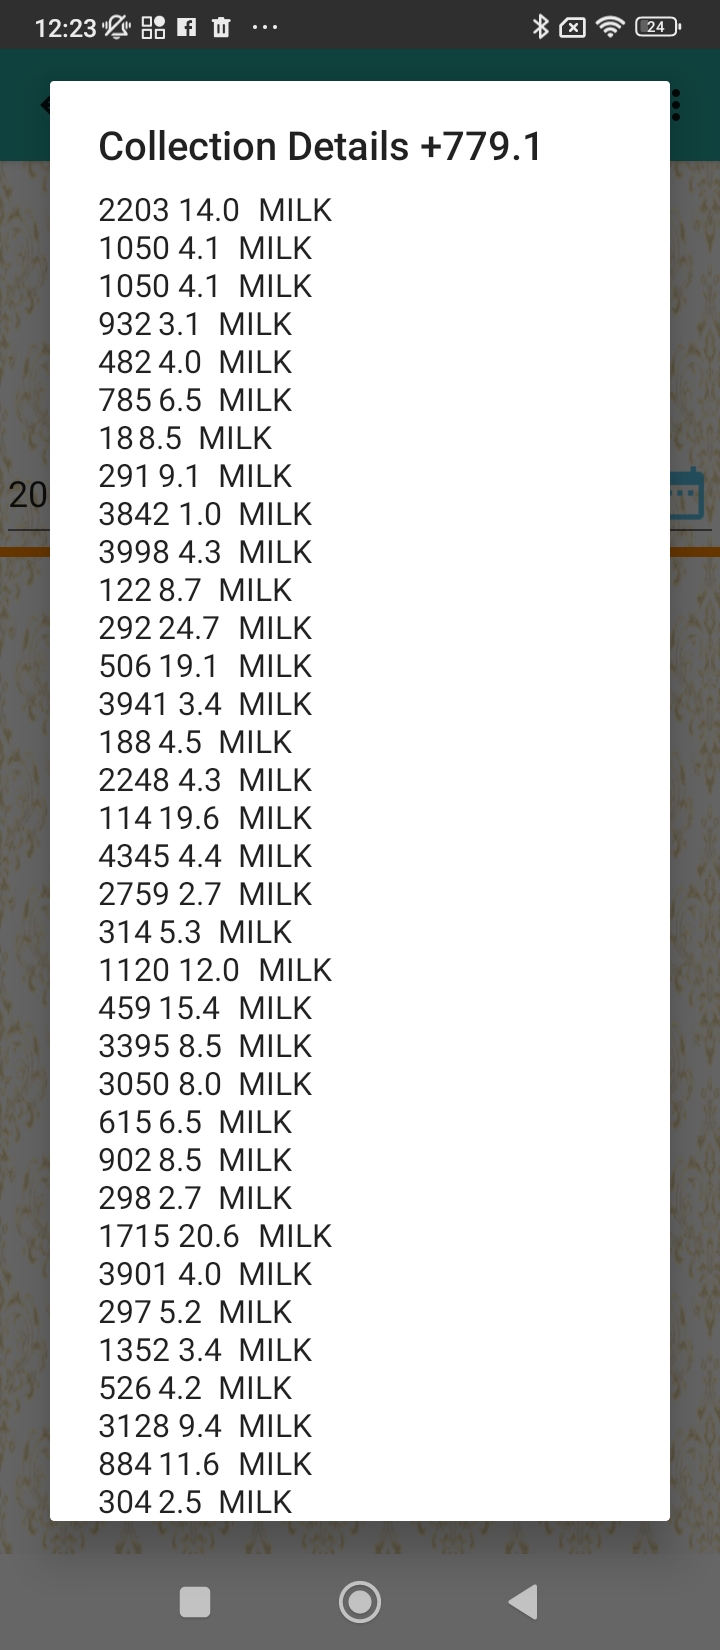 12:23
24
Collection Details +779.1
2203 14.0 MILK
1050 4.1 MILK
1050 4.1 MILK
932 3.1 MILK
482 4.0 MILK
785 6.5 MILK
18 8.5 MILK
291 9.1 MILK
20
3842 1.0 MILK
3998 4.3 MILK
122 8.7 MILK
292 24.7 MILK
506 19.1 MILK
3941 3.4 MILK
188 4.5 MILK
2248 4.3 MILK
114 19.6 MILK
4345 4.4 MILK
2759 2.7 MILK
314 5.3 MILK
1120 12.0 MILK
459 15.4 MILK
3395 8.5 MILK
3050 8.0 MILK
615 6.5 MILK
902 8.5 MILK
298 2.7 MILK
1715 20.6 MILK
3901 4.0 MILK
297 5.2 MILK
1352 3.4 MILK
526 4.2 MILK
3128 9.4 MILK
884 11.6 MILK
304 2.5 MILK